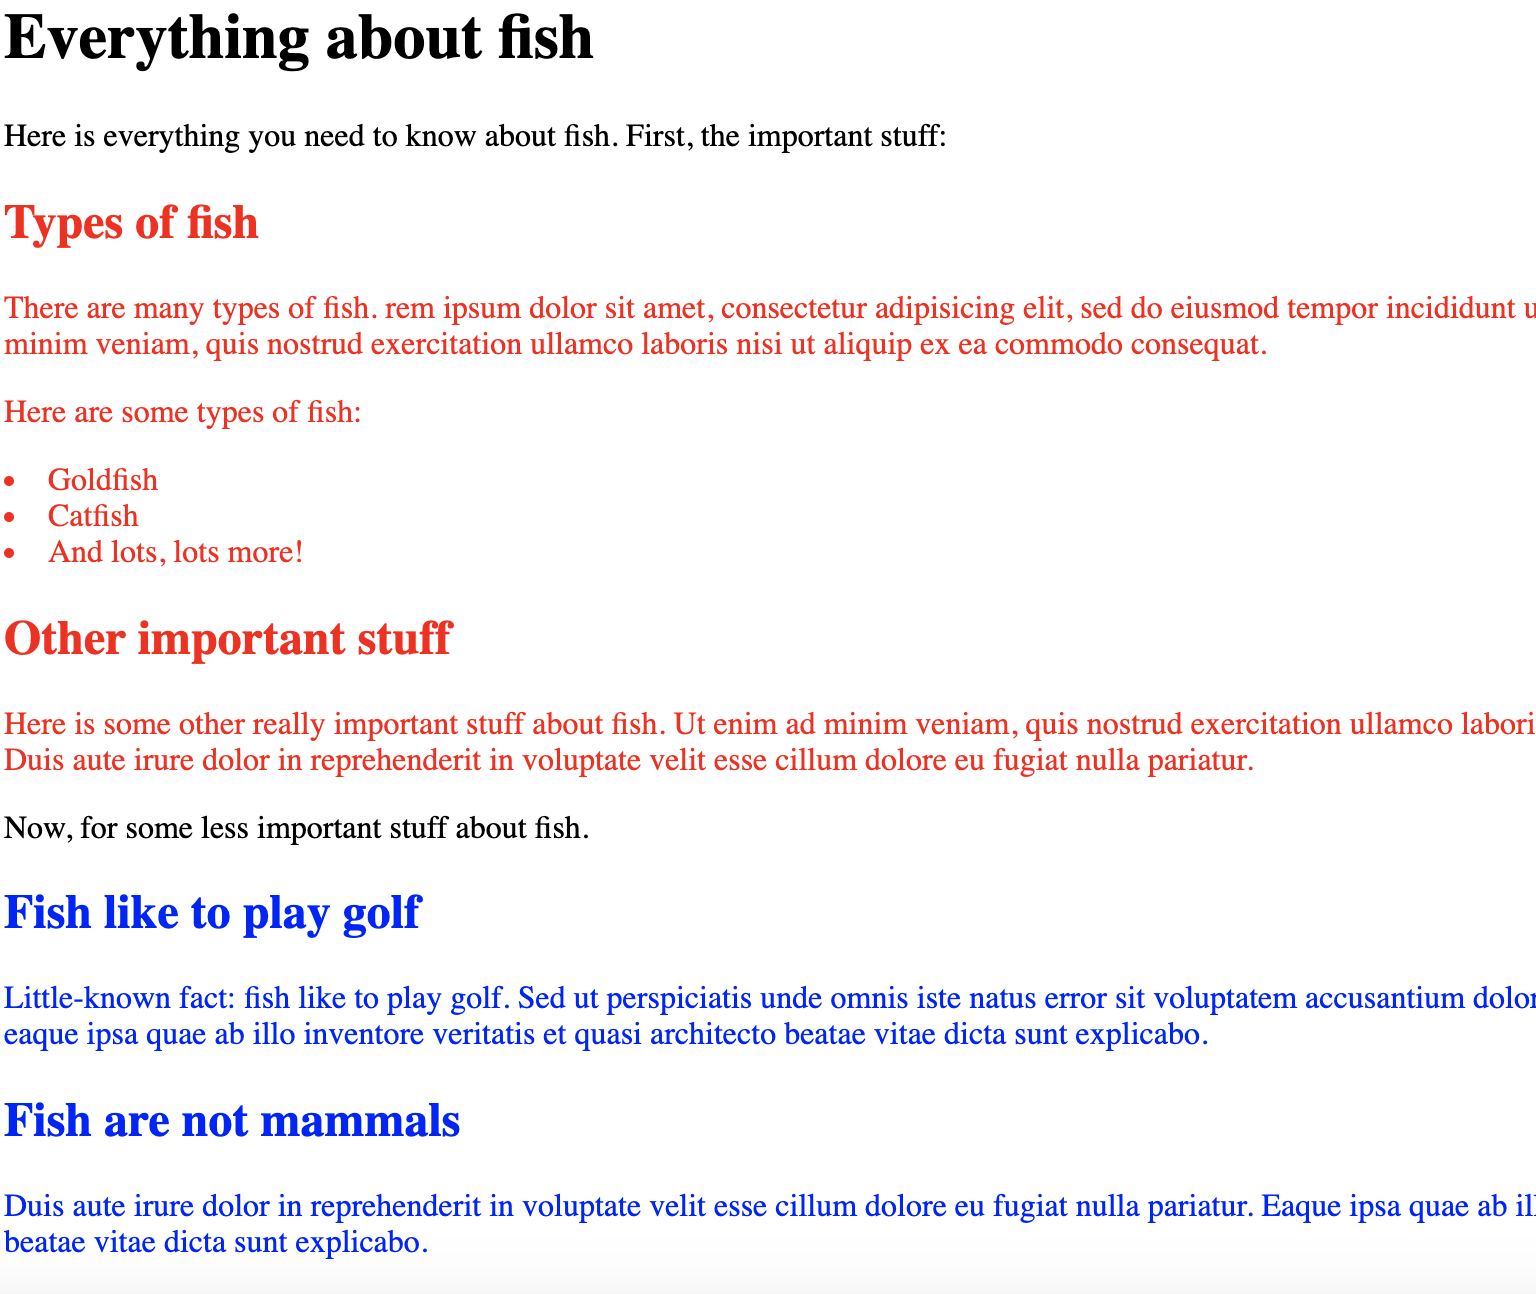 Everything about fish
Here is everything you need to know about fish. First, the important stuff:
Types of fish
There are many types of fish. rem ipsum dolor sit amet, consectetur adipisicing elit, sed do eiusmod tempor incididunt
minim veniam, quis nostrud exercitation ullamco laboris nisi ut aliquip ex ea commodo consequat.
Here are some types of fish:
• Goldfish
• Catfish
• And lots, lots more!
Other important stuff
Here is some other really important stuff about fish. Ut enim ad minim veniam, quis nostrud exercitation ullamco
Duis aute irure dolor in reprehenderit in voluptate velit esse cillum dolore eu fugiat nulla pariatur.
Now, for some less important stuff about fish.
Fish like to play golf
Little-known fact: fish like to play golf. Sed ut perspiciatis unde omnis iste natus error sit voluptatem accusantium
eaque ipsa quae ab illo inventore veritatis et quasi architecto beatae vitae dicta sunt explicabo.
Fish are not mammals
Duis aute irure dolor in reprehenderit in voluptate velit esse cillum dolore eu fugiat nulla pariatur. Eaque ipsa quae ab
beatae vitae dicta sunt explicabo.